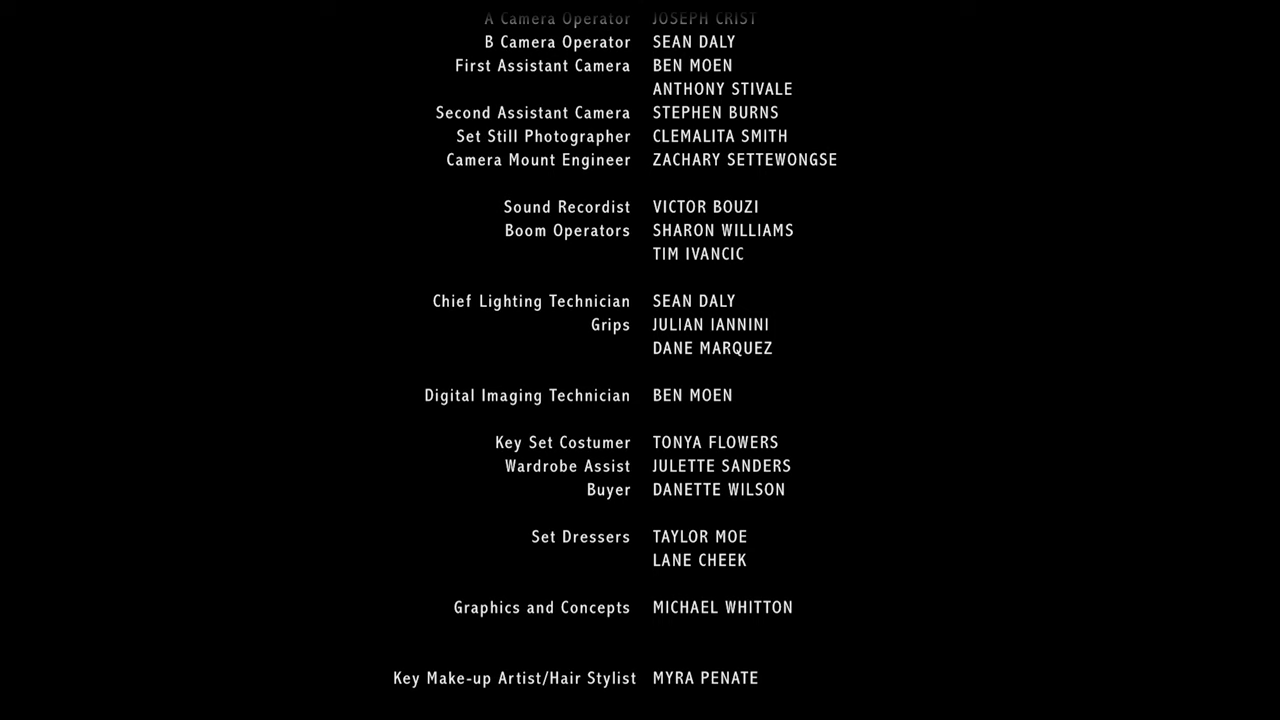 A Camera Operator JOSEPH CRIST
B Camera Operator SEAN DALY
First Assistant Camera BEN MOEN
ANTHONY STIVALE
Second Assistant Camera STEPHEN BURNS
Set Still Photographer CLEMALITA SMITH
Camera Mount Engineer ZACHARY SETTEWONGSE
Sound Recordist VICTOR BOUZI
Boom Operators SHARON WILLIAMS
TIM IVANCIC
Chief Lighting Technician SEAN DALY
Grips JULIAN IANNINI
DANE MARQUEZ
Digital Imaging Technician BEN MOEN
Key Set Costumer TONYA FLOWERS
Wardrobe Assist JULETTE SANDERS
Buyer DANETTE WILSON
Set Dressers TAYLOR MOE
LANE CHEEK
Graphics and Concepts MICHAEL WHITTON
Key Make-up Artist/Hair Stylist MYRA PENATE